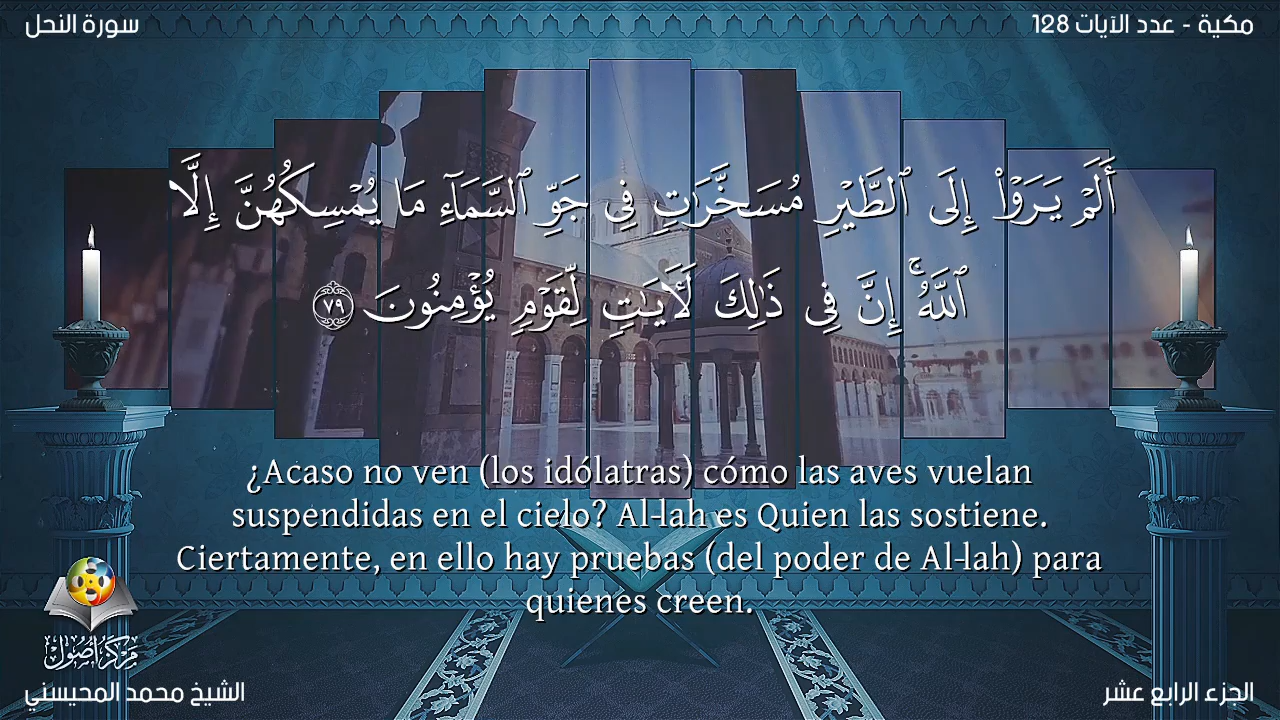 مكية - عدد الآيات 128
سورة النحل
أَلَمْ يَرَوْا۟ إِلَى ٱلطَّيْرِ مُسَخَّرَٰتٍ فِى جَوِّ ٱلسَّمَآءِ مَا يُمْسِكُهُنَّ إِلَّا
ٱللَّهُ ۚ إِنَّ فِى ذَٰلِكَ لَـَٔايَٰتٍ لِّقَوْمٍ يُؤْمِنُونَ ٧٩
¿Acaso no ven (los idólatras) cómo las aves vuelan
suspendidas en el cielo? Al-lah es Quien las sostiene.
Ciertamente, en ello hay pruebas (del poder de Al-lah) para
quienes creen.
مركز أصول
الجزء الرابع عشر
الشيخ محمد المحيسني